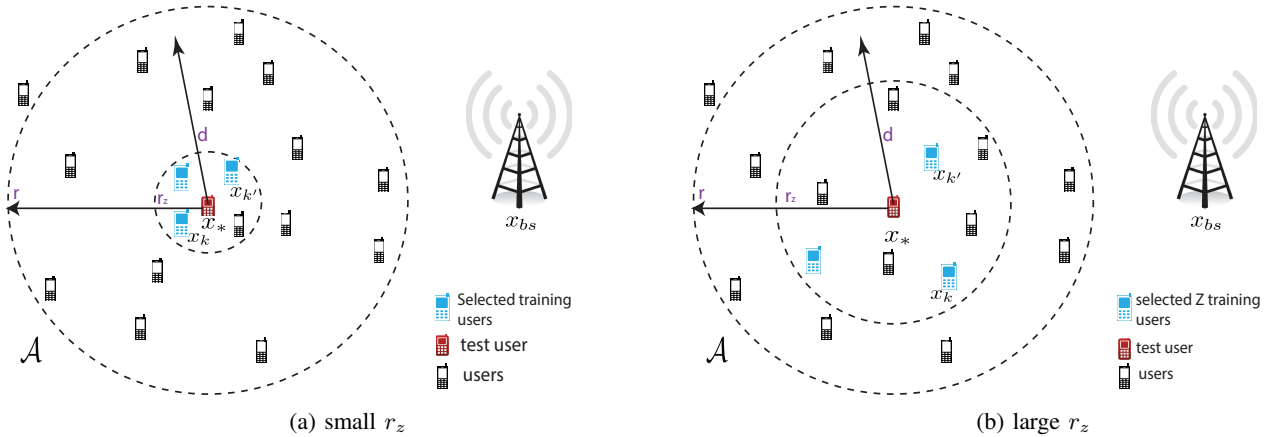 d
r
r_z
x_{k'}
x_*
x_k
x_{bs}
Selected training
users
test user
users
𝒜
(a) small r_z
d
r
r_z
x_{k'}
x_*
x_k
x_{bs}
selected Z training
users
test user
users
𝒜
(b) large r_z